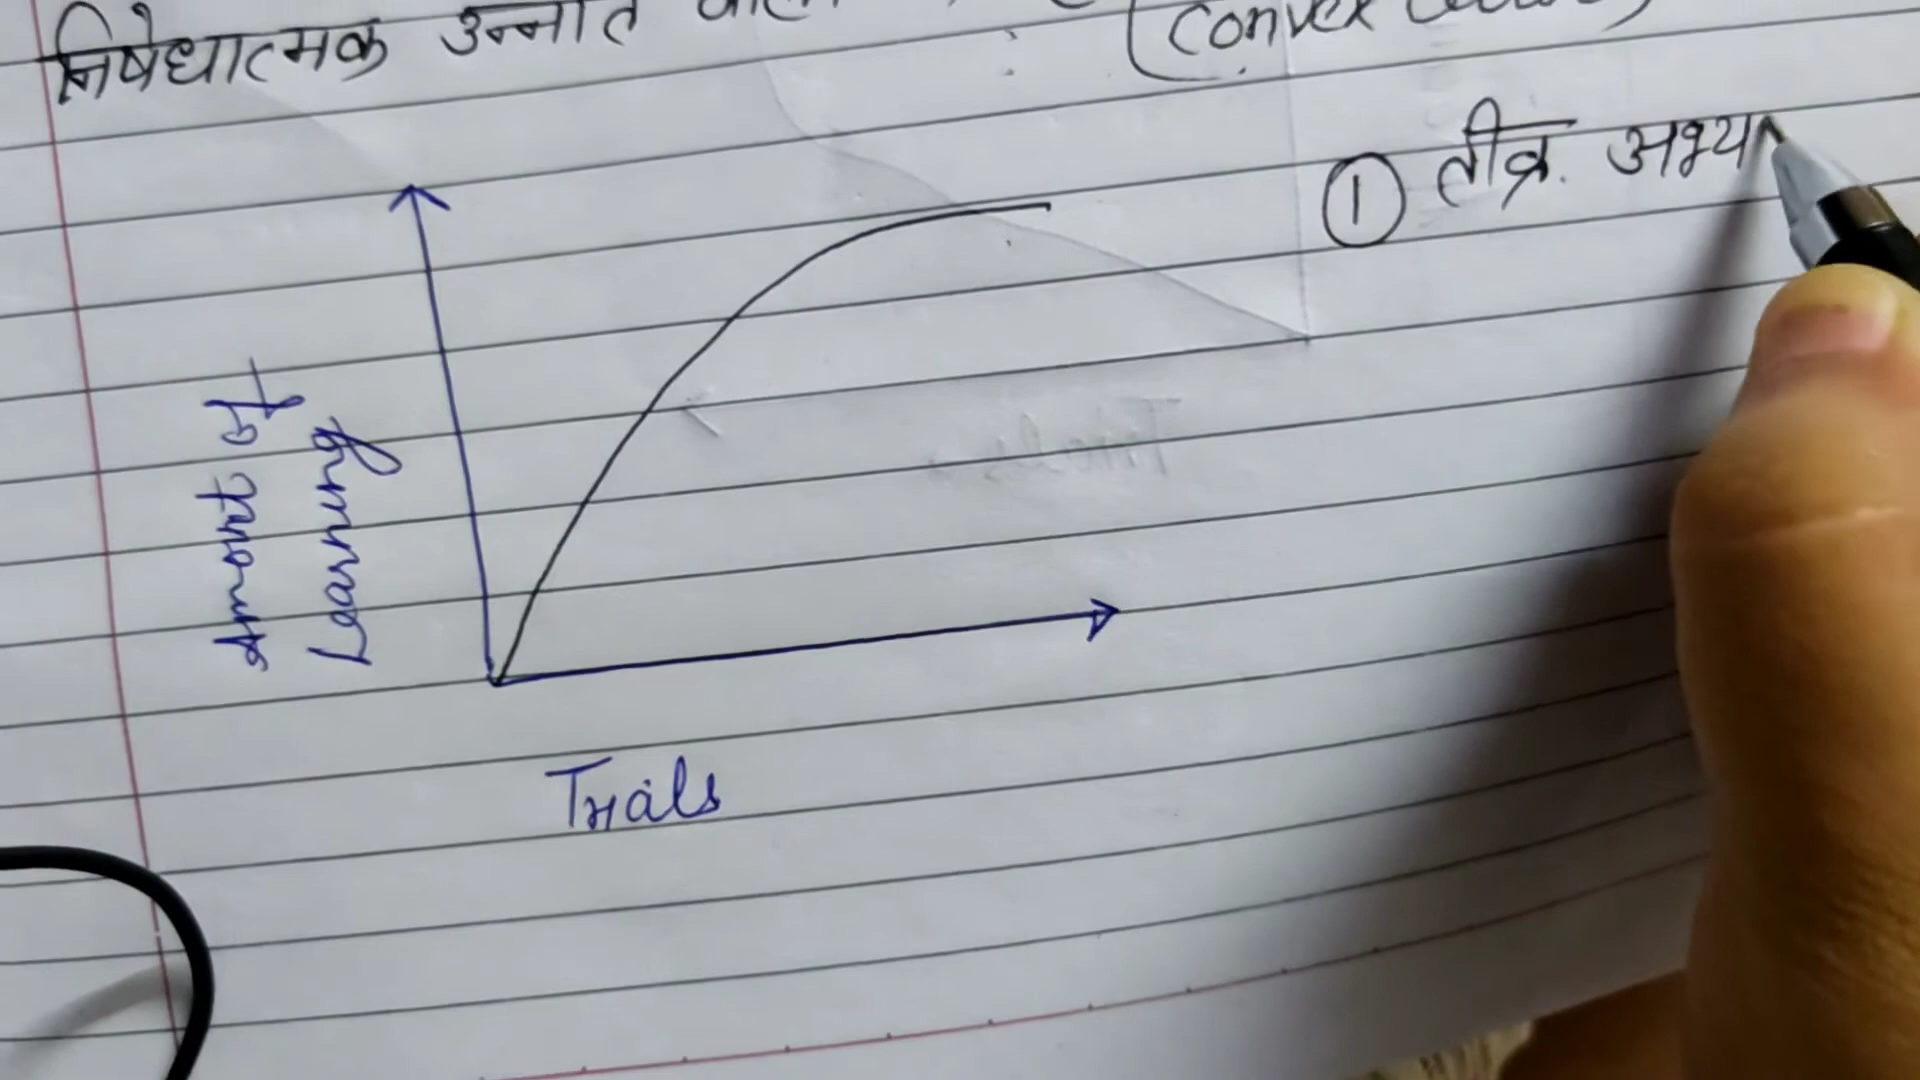 निषेधात्मक उन्नति
(Convex
① तीव्र अभ्या
Amount of
Learning
Trials